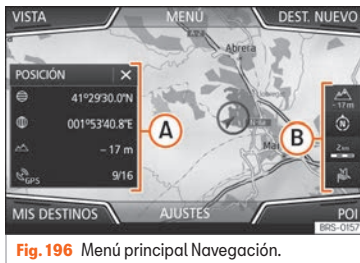 VISTA
MENÚ
DEST. NUEVO
Abrera
POSICIÓN
41º29'30.0"N
001º53'40.8"E
– 17 m
GPS
9/16
A
B
- 17 m
2 km
MIS DESTINOS
AJUSTES
POI
BRS-0157
Fig. 196 Menú principal Navegación.